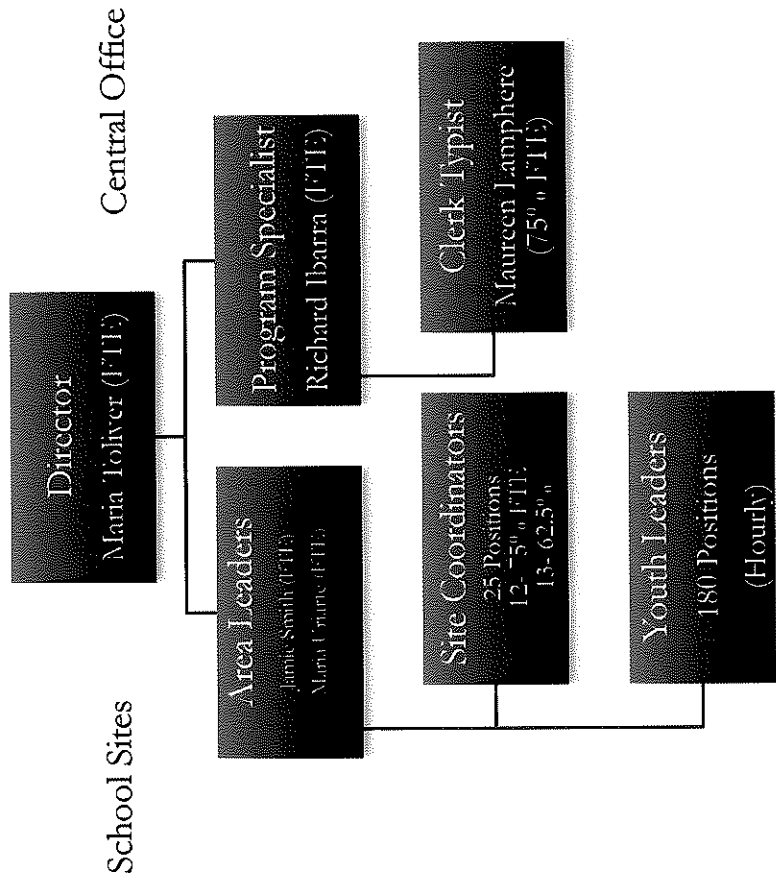 School Sites
Central Office
Director
Maria Toliver (FTE)
Area Leaders
Jamie Smith (FTE)
Maria (FTE)
Program Specialist
Richard Ibarra (FTE)
Site Coordinators
25 Positions
12- 75% FTE
13- 62.5%
Clerk Typist
Maureen Lamphere
(75% FTE)
Youth Leaders
180 Positions
(Hourly)